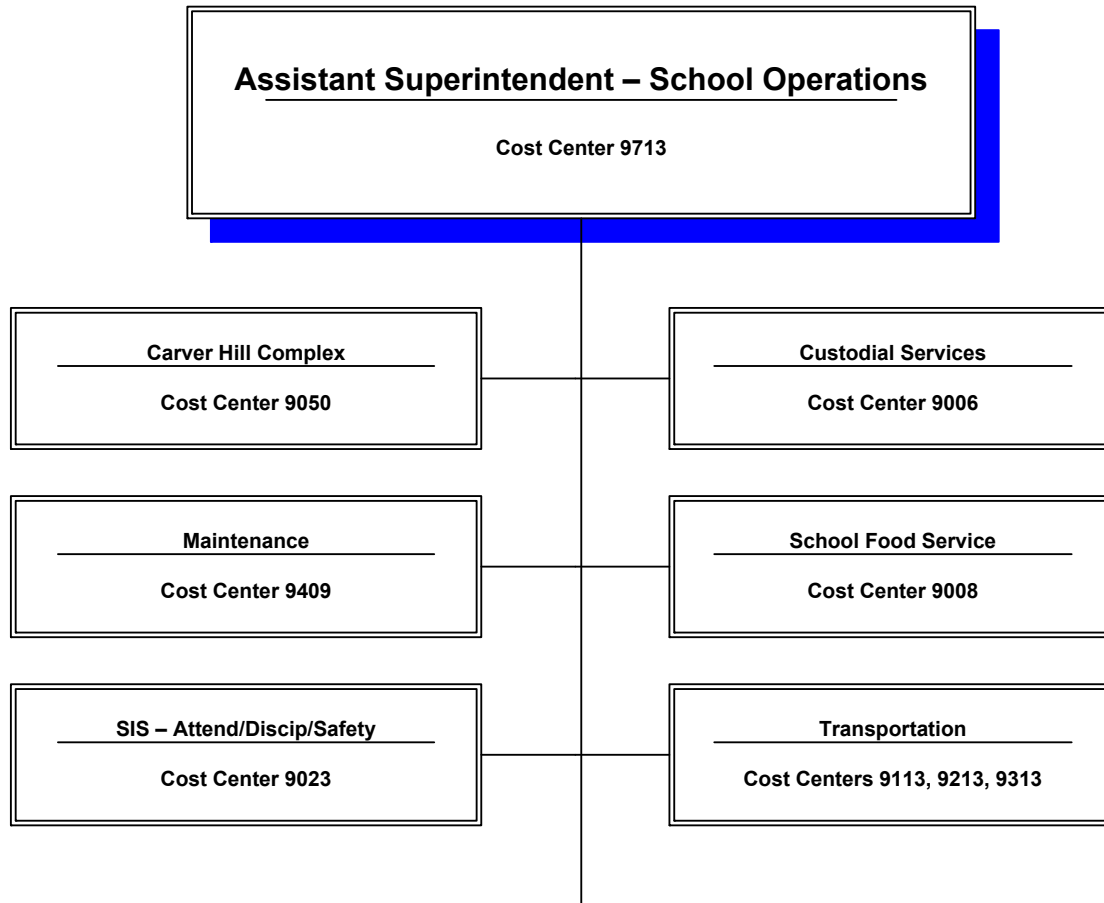 Assistant Superintendent – School Operations
Cost Center 9713
Carver Hill Complex
Cost Center 9050
Custodial Services
Cost Center 9006
Maintenance
Cost Center 9409
School Food Service
Cost Center 9008
SIS – Attend/Discip/Safety
Cost Center 9023
Transportation
Cost Centers 9113, 9213, 9313